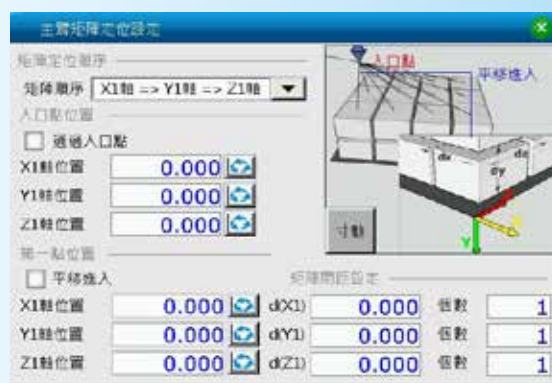 主臂矩陣定位設定
矩陣定位順序
矩陣順序 X1軸 => Y1軸 => Z1軸
入口點位置
通過入口點
X1軸位置 0.000
Y1軸位置 0.000
Z1軸位置 0.000
入口點
平移進入
dx
dz
dy
X
Y
寸動
第一點位置
平移進入
矩陣間距設定
X1軸位置 0.000 d(X1) 0.000 個數 1
Y1軸位置 0.000 d(Y1) 0.000 個數 1
Z1軸位置 0.000 d(Z1) 0.000 個數 1